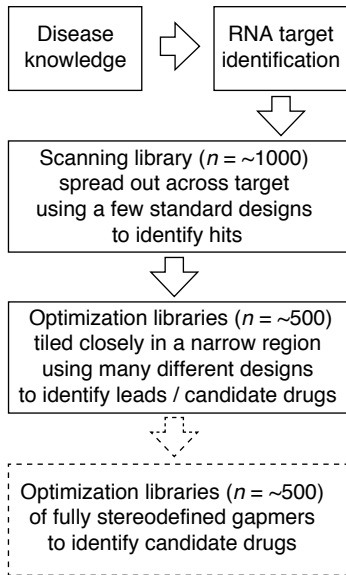 Disease
knowledge
RNA target
identification
Scanning library (n = ~1000)
spread out across target
using a few standard designs
to identify hits
Optimization libraries (n = ~500)
tiled closely in a narrow region
using many different designs
to identify leads / candidate drugs
Optimization libraries (n = ~500)
of fully stereodefined gapmers
to identify candidate drugs